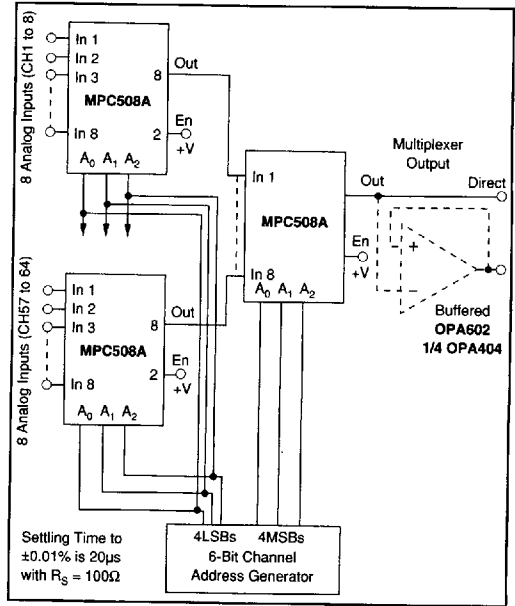 8 Analog Inputs (CH1 to 8)
In 1
In 2
In 3
In 8
8
Out
MPC508A
2
En
+V
A0 A1 A2
8 Analog Inputs (CH57 to 64)
In 1
In 2
In 3
In 8
8
Out
MPC508A
2
En
+V
A0 A1 A2
In 1
MPC508A
In 8
A0 A1 A2
Out
En
+V
Multiplexer
Output
Direct
–
+
Buffered
OPA602
1/4 OPA404
4LSBs 4MSBs
6-Bit Channel
Address Generator
Settling Time to
±0.01% is 20µs
with RS = 100Ω